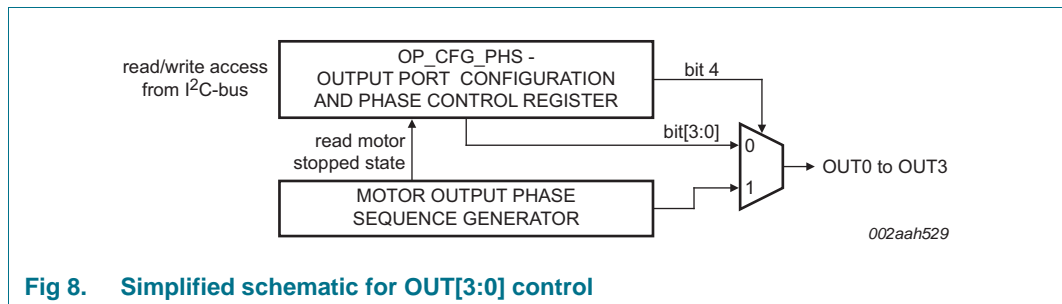 read/write access
from I2C-bus
OP_CFG_PHS -
OUTPUT PORT CONFIGURATION
AND PHASE CONTROL REGISTER
bit 4
bit[3:0]
0
1
OUT0 to OUT3
read motor
stopped state
MOTOR OUTPUT PHASE
SEQUENCE GENERATOR
002aah529
Fig 8. Simplified schematic for OUT[3:0] control